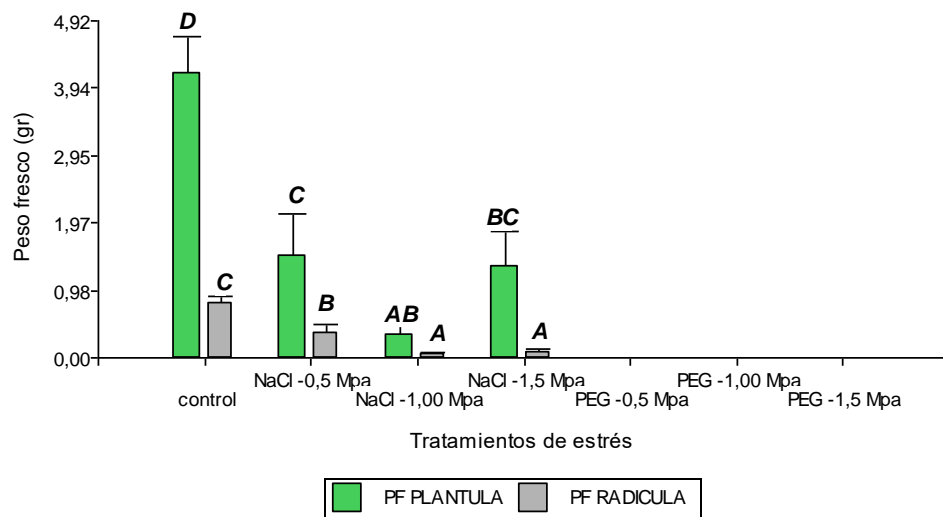 4,92
3,94
2,95
1,97
0,98
0,00
Peso fresco (gr)
D
C
C
B
AB
A
BC
A
control
NaCl -0,5 Mpa
NaCl -1,00 Mpa
NaCl -1,5 Mpa
PEG -0,5 Mpa
PEG -1,00 Mpa
PEG -1,5 Mpa
Tratamientos de estrés
PF PLANTULA
PF RADICULA